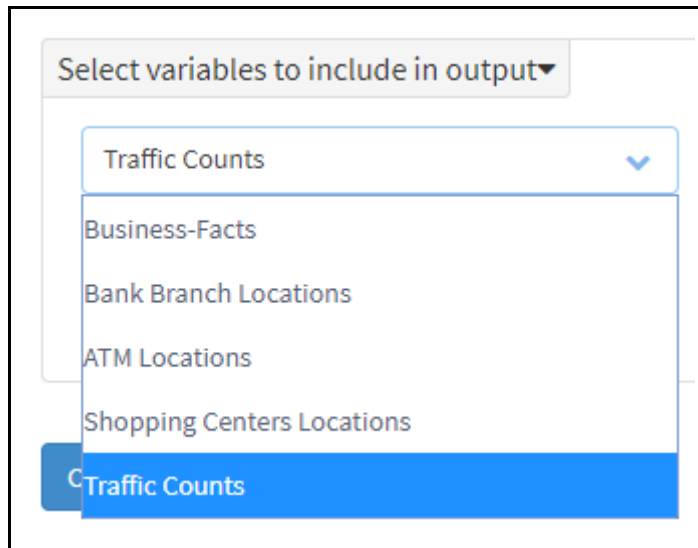 Select variables to include in output
Traffic Counts
Business-Facts
Bank Branch Locations
ATM Locations
Shopping Centers Locations
Traffic Counts